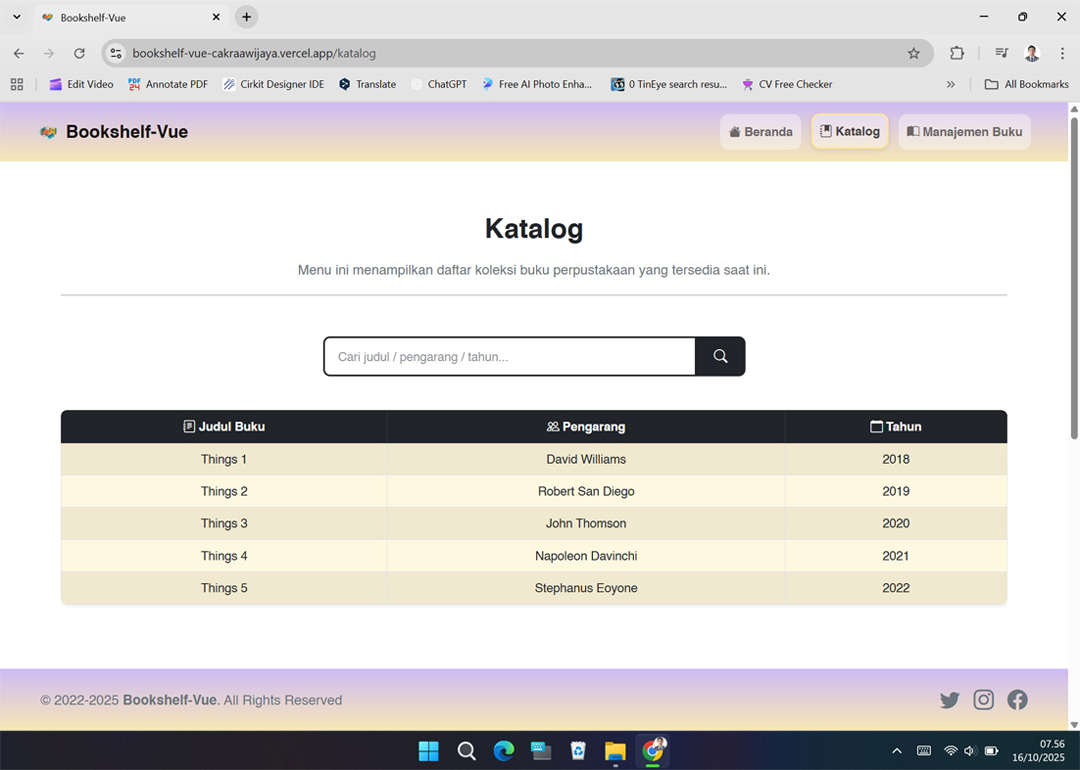 Bookshelf-Vue
bookshelf-vue-cakraawijaya.vercel.app/katalog
Edit Video
PDF 24 Annotate PDF
Cirkit Designer IDE
Translate
ChatGPT
Free AI Photo Enha...
0 TinEye search resu...
CV Free Checker
»
All Bookmarks
Bookshelf-Vue
Beranda
Katalog
Manajemen Buku
Katalog
Menu ini menampilkan daftar koleksi buku perpustakaan yang tersedia saat ini.
Cari judul / pengarang / tahun...
Judul Buku Pengarang Tahun
Things 1 David Williams 2018
Things 2 Robert San Diego 2019
Things 3 John Thomson 2020
Things 4 Napoleon Davinchi 2021
Things 5 Stephanus Eoyone 2022
© 2022-2025 Bookshelf-Vue. All Rights Reserved
07.56
16/10/2025